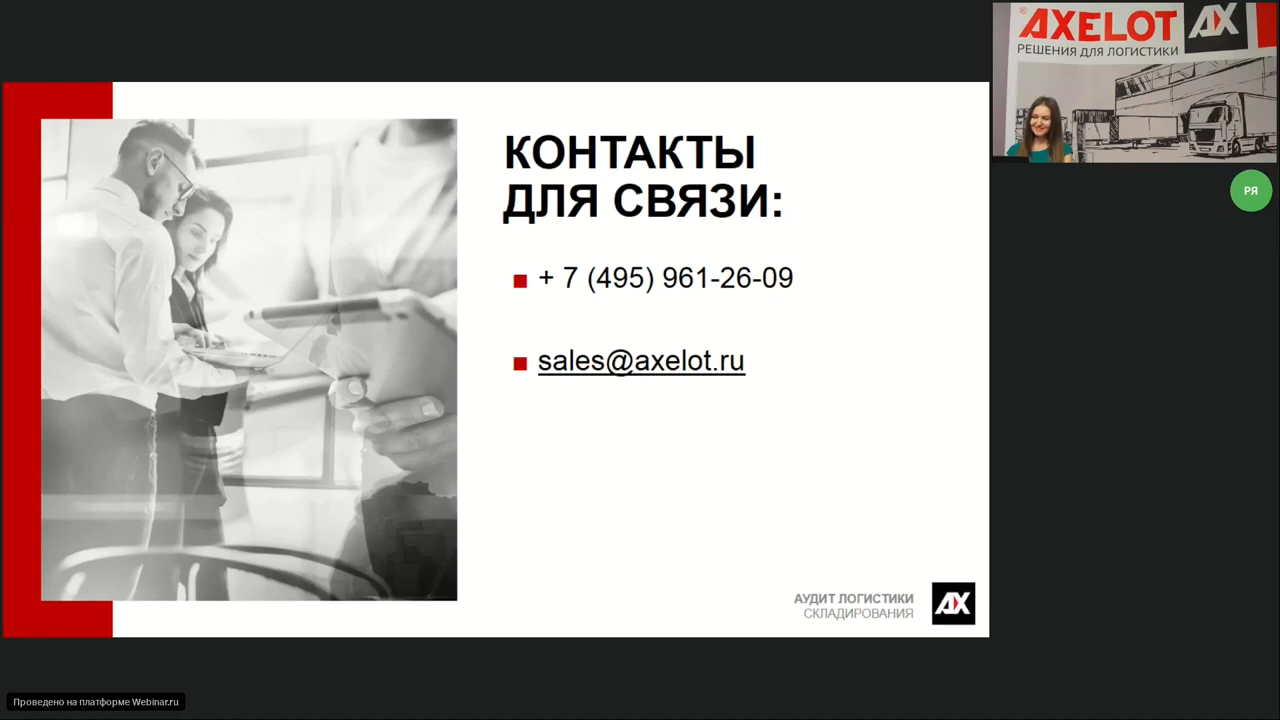 КОНТАКТЫ
ДЛЯ СВЯЗИ:
+ 7 (495) 961-26-09
sales@axelot.ru
АУДИТ ЛОГИСТИКИ
СКЛАДИРОВАНИЯ
AX
®AXELOT
AX
РЕШЕНИЯ ДЛЯ ЛОГИСТИКИ
РЯ
Проведено на платформе Webinar.ru